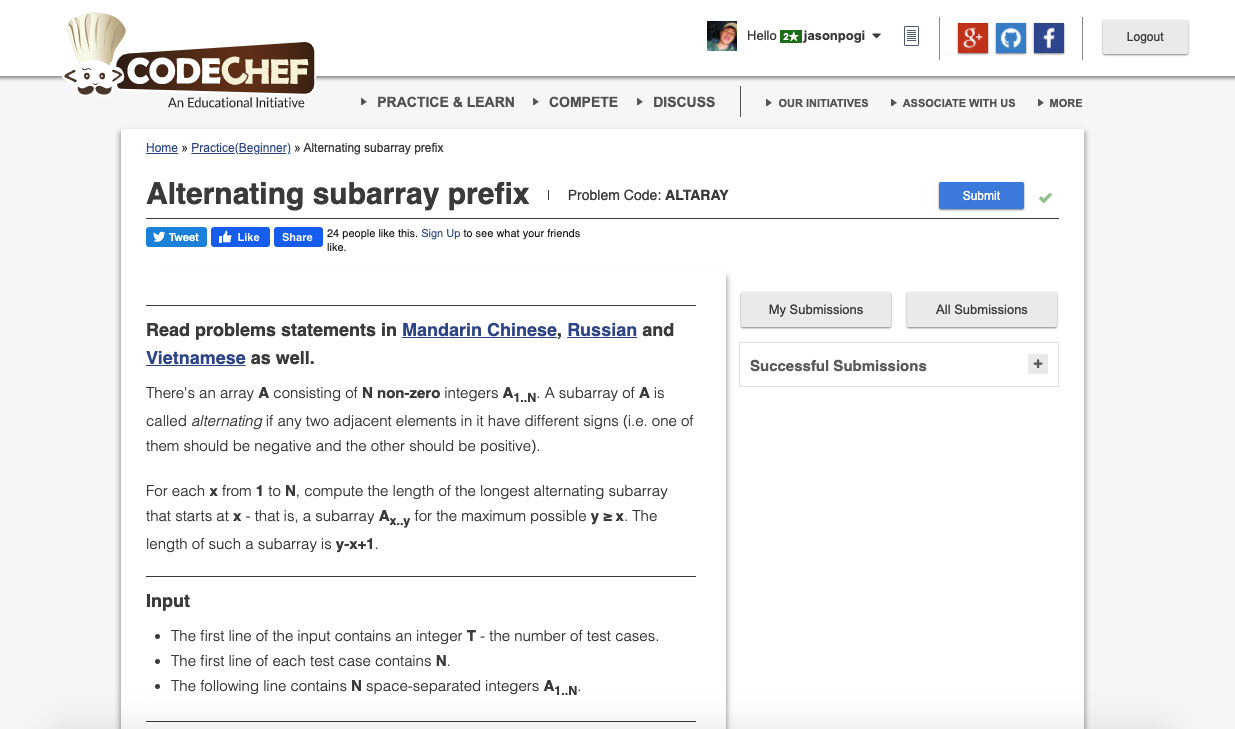 CODECHEF
An Educational Initiative
Hello 2★ jasonpogi
Logout
PRACTICE & LEARN
COMPETE
DISCUSS
OUR INITIATIVES
ASSOCIATE WITH US
MORE
Home » Practice(Beginner) » Alternating subarray prefix
Alternating subarray prefix
Problem Code: ALTARAY
Submit
Tweet
Like
Share
24 people like this. Sign Up to see what your friends
like.
My Submissions
All Submissions
Successful Submissions
+
Read problems statements in Mandarin Chinese, Russian and
Vietnamese as well.
There's an array A consisting of N non-zero integers A1..N. A subarray of A is
called alternating if any two adjacent elements in it have different signs (i.e. one of
them should be negative and the other should be positive).
For each x from 1 to N, compute the length of the longest alternating subarray
that starts at x - that is, a subarray Ax..y for the maximum possible y ≥ x. The
length of such a subarray is y-x+1.
Input
• The first line of the input contains an integer T - the number of test cases.
• The first line of each test case contains N.
• The following line contains N space-separated integers A1..N.